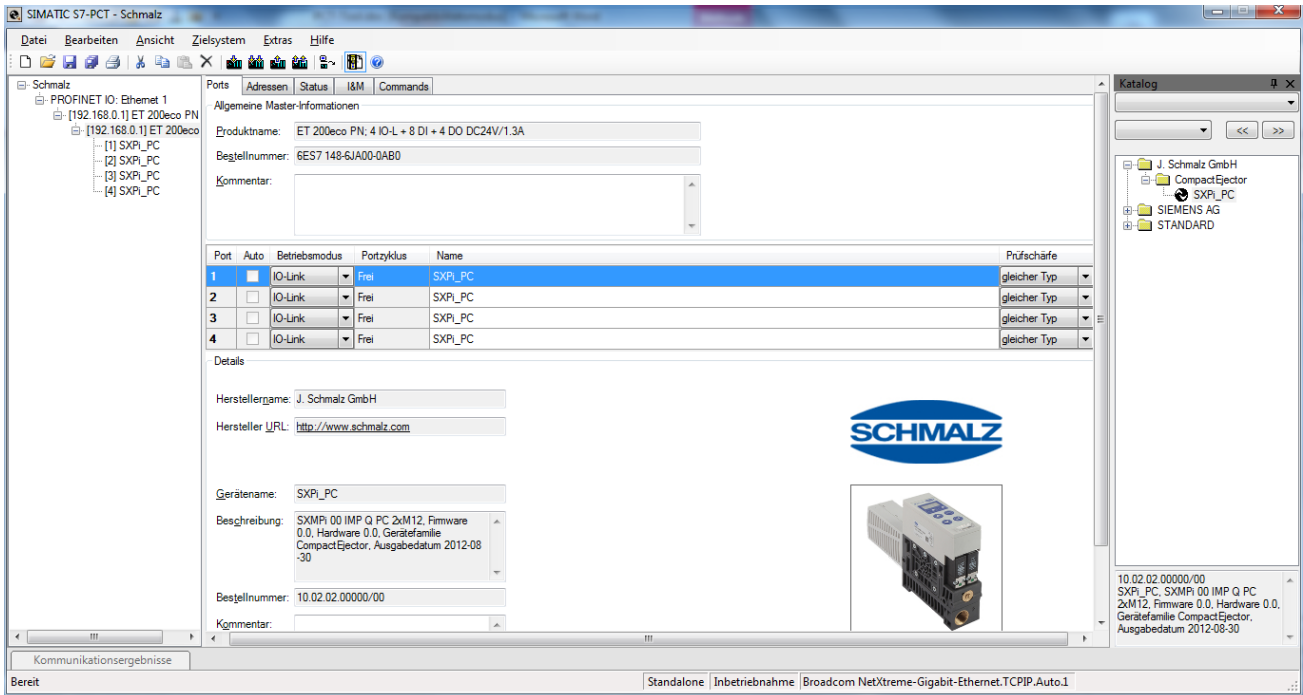 SIMATIC S7-PCT - Schmalz
Datei Bearbeiten Ansicht Zielsystem Extras Hilfe
Schmalz
PROFINET IO: Ethernet 1
[192.168.0.1] ET 200eco PN
[192.168.0.1] ET 200eco
[1] SXPi_PC
[2] SXPi_PC
[3] SXPi_PC
[4] SXPi_PC
Ports Adressen Status I&M Commands
Allgemeine Master-Informationen
Produktname: ET 200eco PN; 4 IO-L + 8 DI + 4 DO DC24V/1.3A
Bestellnummer: 6ES7 148-6JA00-0AB0
Kommentar:
Port Auto Betriebsmodus Portzyklus Name Prüfschärfe
1 IO-Link Frei SXPi_PC gleicher Typ
2 IO-Link Frei SXPi_PC gleicher Typ
3 IO-Link Frei SXPi_PC gleicher Typ
4 IO-Link Frei SXPi_PC gleicher Typ
Details
Herstellername: J. Schmalz GmbH
Hersteller URL: http://www.schmalz.com
SCHMALZ
Gerätename: SXPi_PC
Beschreibung: SXMPi 00 IMP Q PC 2xM12, Firmware
0.0, Hardware 0.0, Gerätefamilie
CompactEjector, Ausgabedatum 2012-08
-30
Bestellnummer: 10.02.02.00000/00
Kommentar:
Katalog
<< >>
J. Schmalz GmbH
CompactEjector
SXPi_PC
SIEMENS AG
STANDARD
10.02.02.00000/00
SXPi_PC, SXMPi 00 IMP Q PC
2xM12, Firmware 0.0, Hardware 0.0,
Gerätefamilie CompactEjector,
Ausgabedatum 2012-08-30
Kommunikationsergebnisse
Bereit Standalone Inbetriebnahme Broadcom NetXtreme-Gigabit-Ethernet.TCPIP.Auto.1